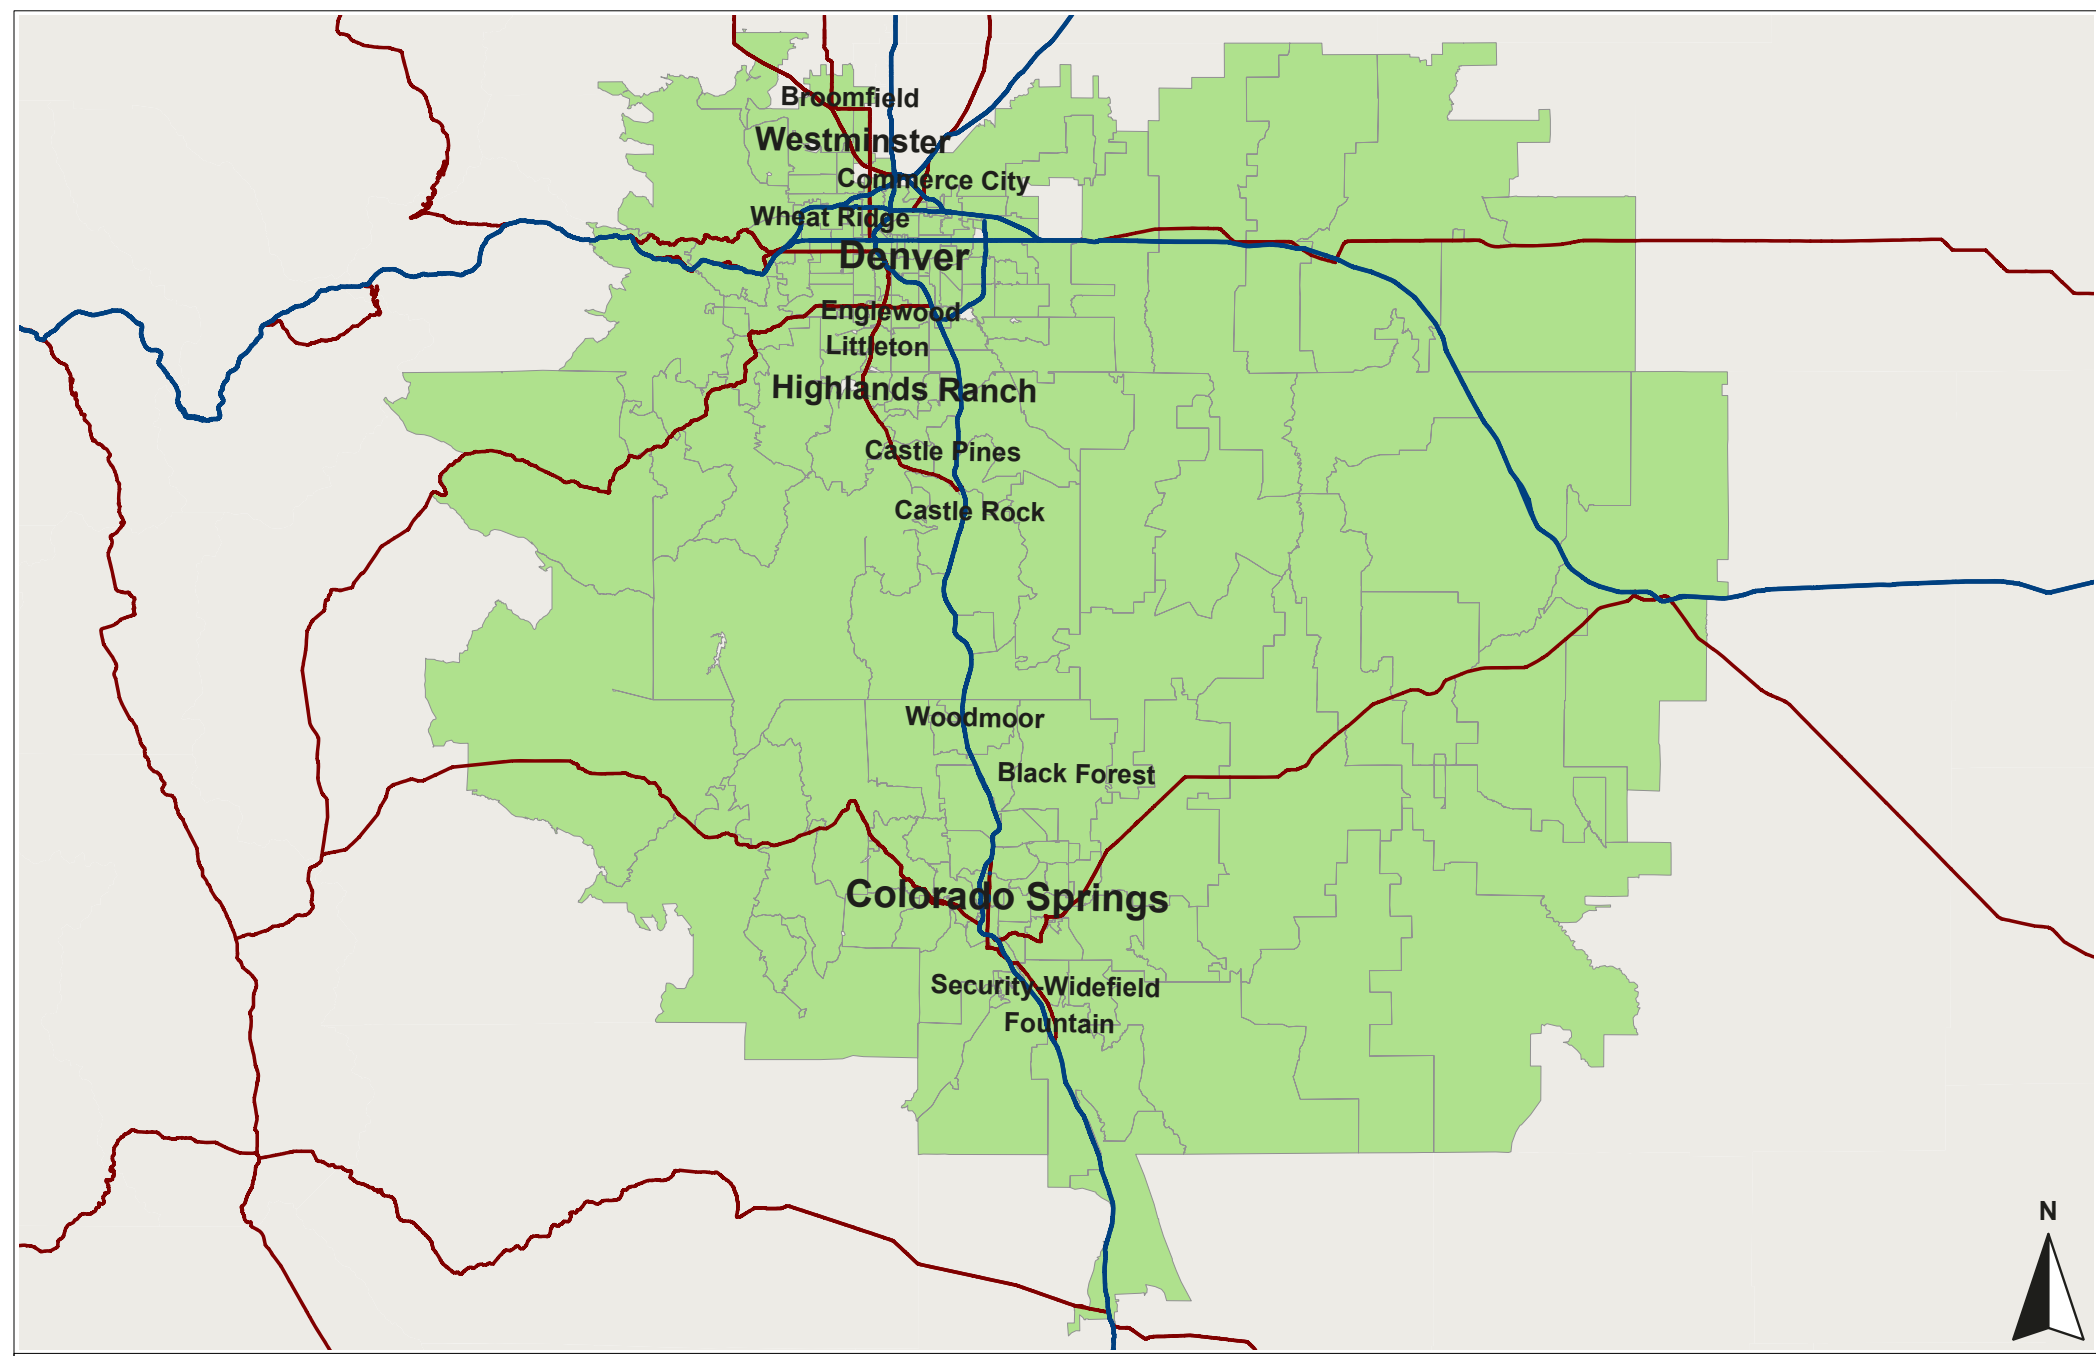 Broomfield
Westminster
Commerce City
Wheat Ridge
Denver
Englewood
Littleton
Highlands Ranch
Castle Pines
Castle Rock
Woodmoor
Black Forest
Colorado Springs
Security-Widefield
Fountain
N